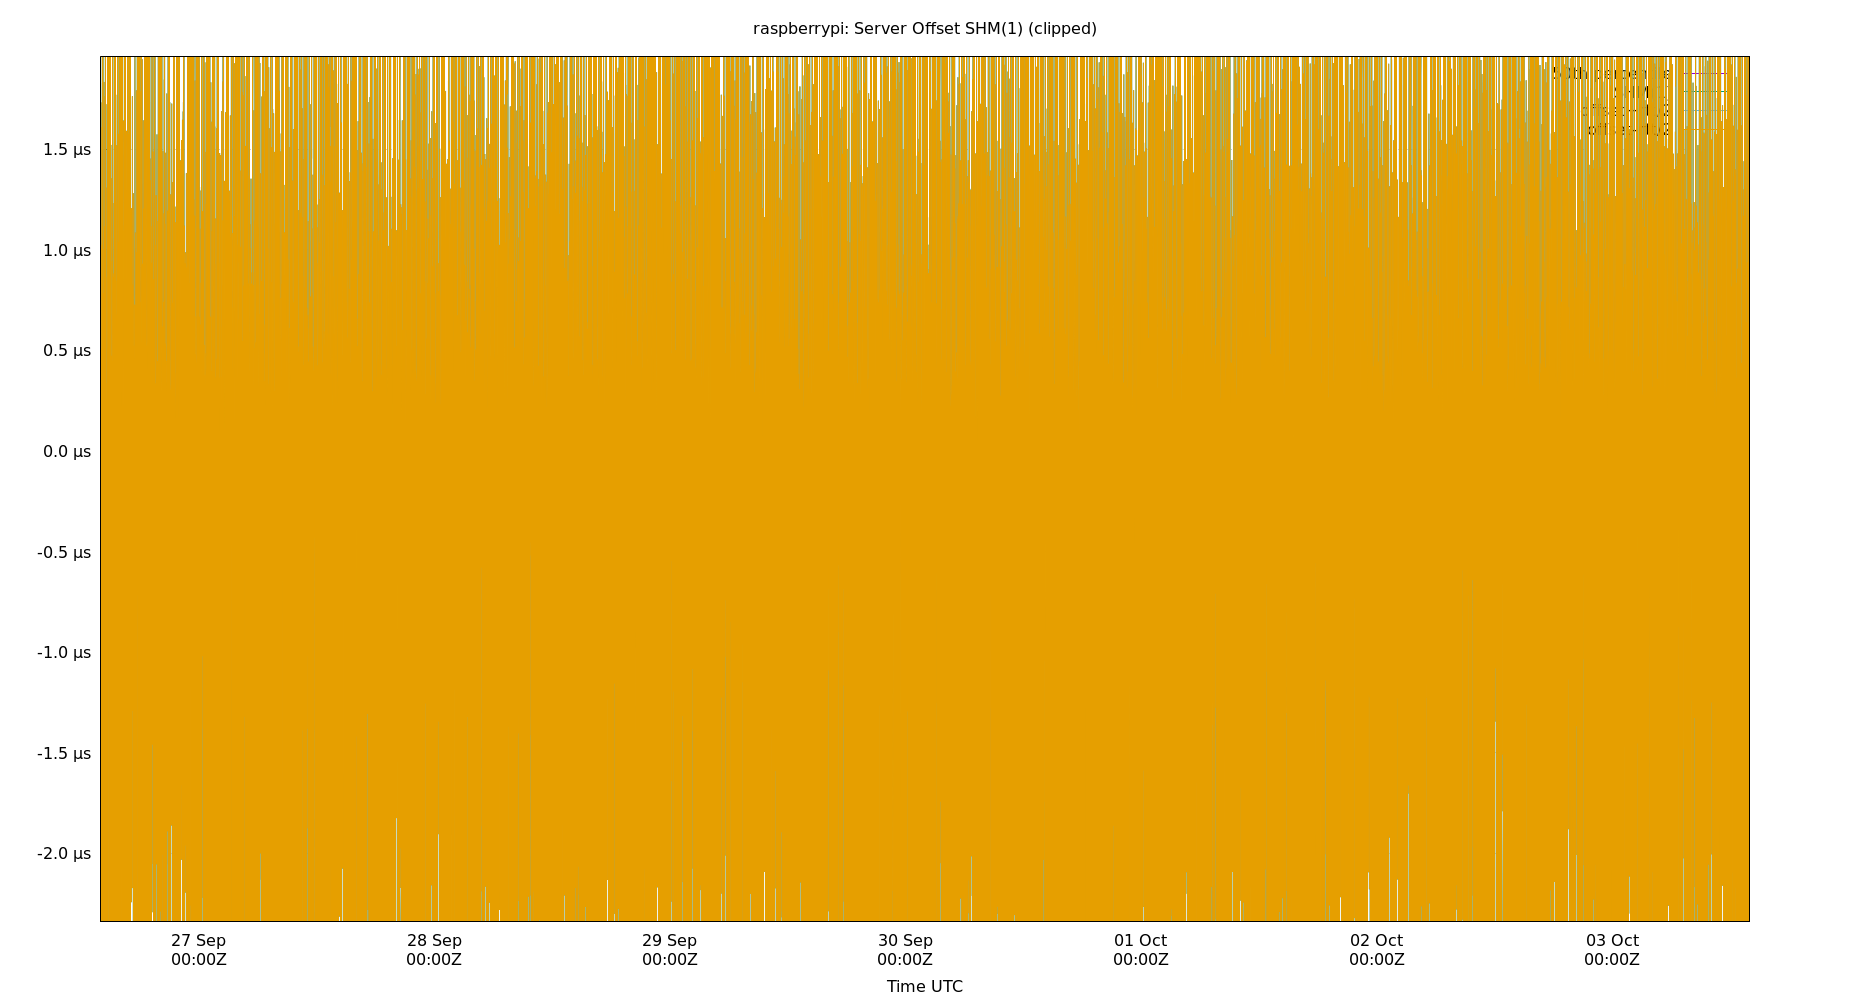 raspberrypi: Server Offset SHM(1) (clipped)
1.5 µs
1.0 µs
0.5 µs
0.0 µs
-0.5 µs
-1.0 µs
-1.5 µs
-2.0 µs
27 Sep 28 Sep 29 Sep 30 Sep 01 Oct 02 Oct 03 Oct
00:00Z 00:00Z 00:00Z 00:00Z 00:00Z 00:00Z 00:00Z
Time UTC